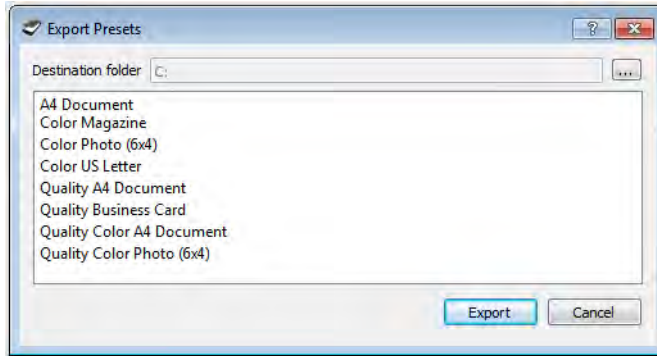 Export Presets ?
Destination folder C: ...
A4 Document
Color Magazine
Color Photo (6x4)
Color US Letter
Quality A4 Document
Quality Business Card
Quality Color A4 Document
Quality Color Photo (6x4)
Export Cancel